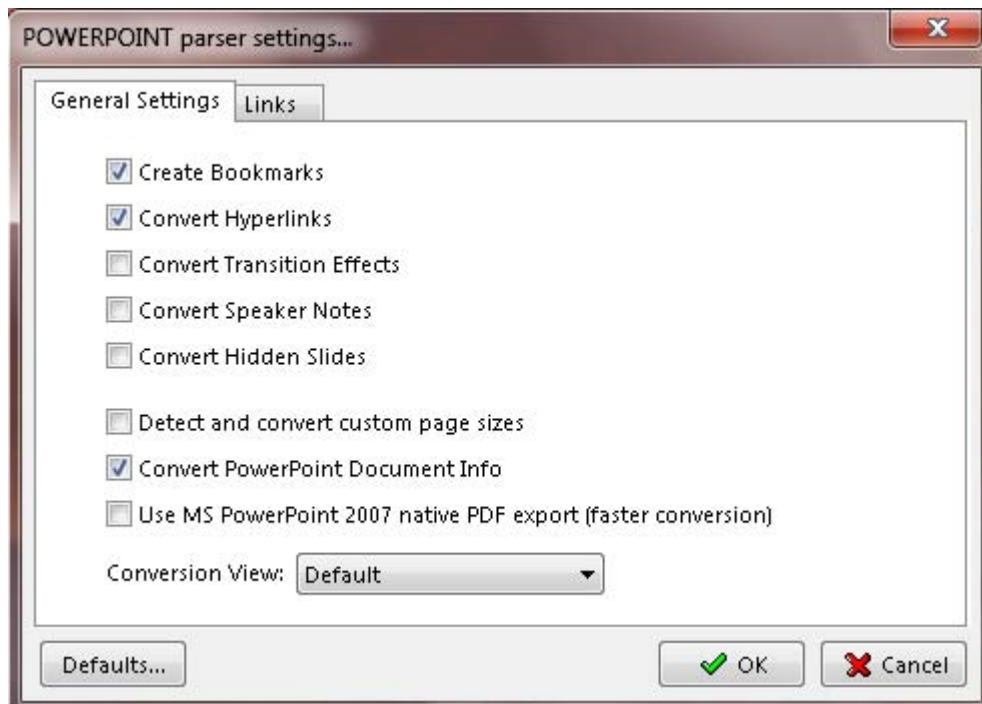 POWERPOINT parser settings...
General Settings
Links
Create Bookmarks
Convert Hyperlinks
Convert Transition Effects
Convert Speaker Notes
Convert Hidden Slides
Detect and convert custom page sizes
Convert PowerPoint Document Info
Use MS PowerPoint 2007 native PDF export (faster conversion)
Conversion View: Default
Defaults... OK Cancel